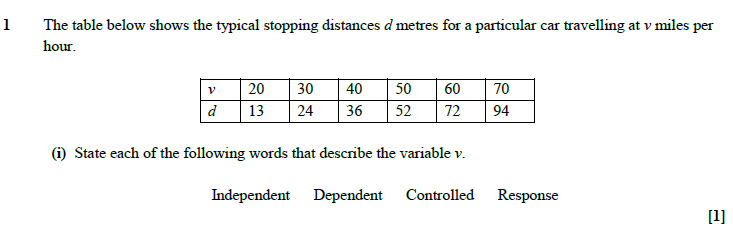 1 The table below shows the typical stopping distances d metres for a particular car travelling at v miles per
hour.
v 20 30 40 50 60 70
d 13 24 36 52 72 94
(i) State each of the following words that describe the variable v.
Independent Dependent Controlled Response
[1]